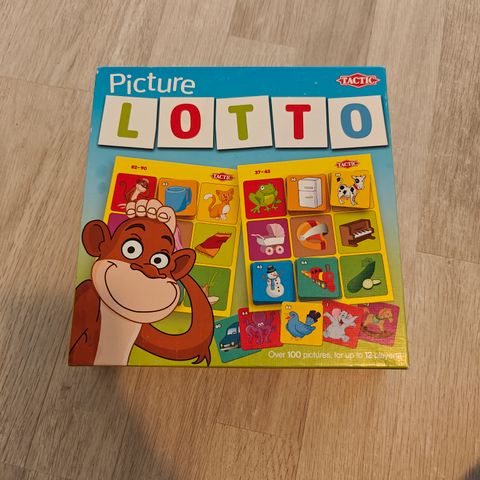 Picture
TACTIC
LOTTO
82-90
TACTIC
37-45
TACTIC
Over 100 pictures, for up to 12 players